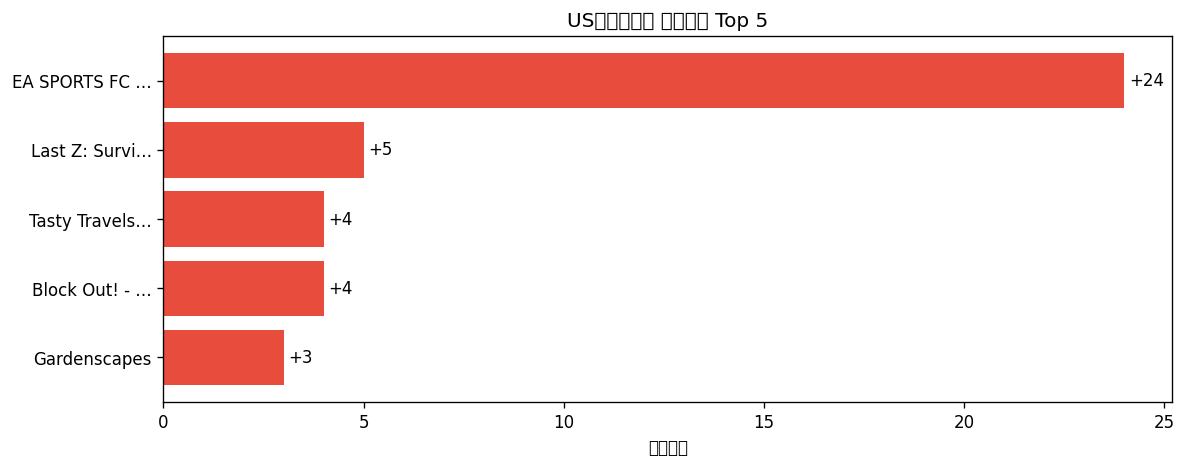 US Top 5
EA SPORTS FC ...
+24
Last Z: Survi...
+5
Tasty Travels...
+4
Block Out! - ...
+4
Gardenscapes
+3
0 5 10 15 20 25